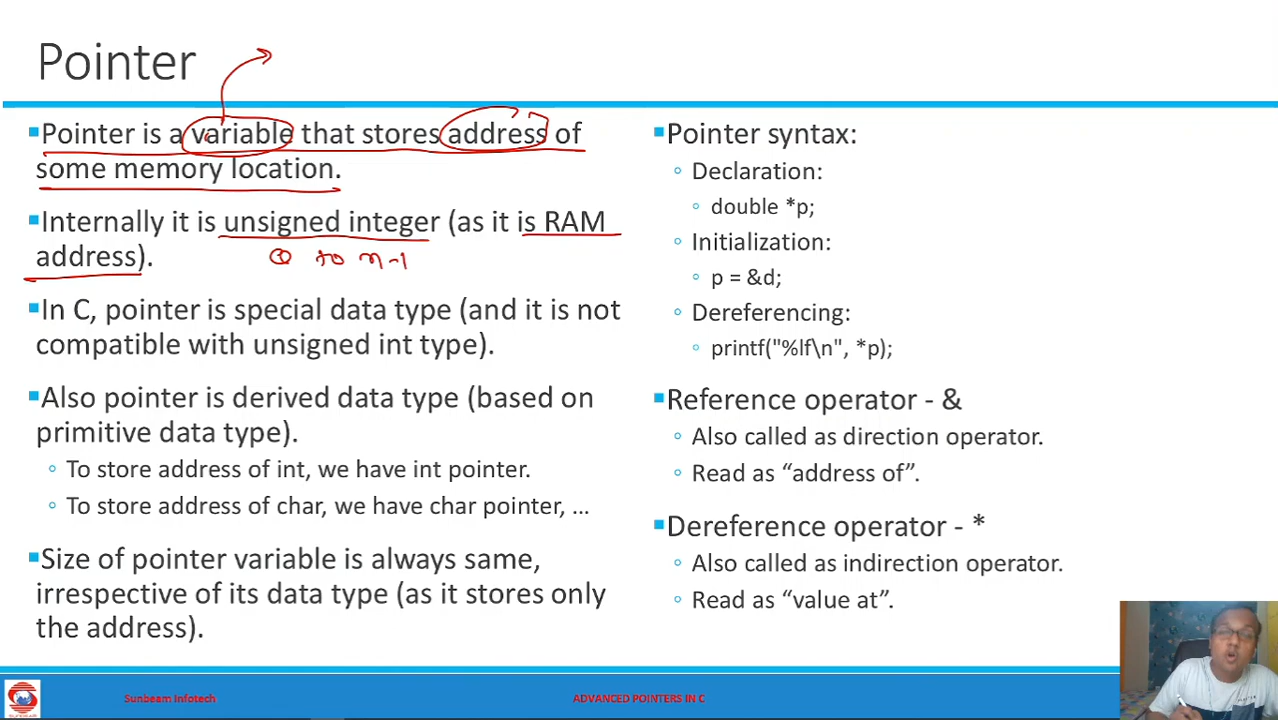 Pointer
▪Pointer is a variable that stores address of
some memory location.
▪Internally it is unsigned integer (as it is RAM
address).
to n-1
▪In C, pointer is special data type (and it is not
compatible with unsigned int type).
▪Also pointer is derived data type (based on
primitive data type).
◦ To store address of int, we have int pointer.
◦ To store address of char, we have char pointer, …
▪Size of pointer variable is always same,
irrespective of its data type (as it stores only
the address).
▪Pointer syntax:
◦ Declaration:
◦ double *p;
◦ Initialization:
◦ p = &d;
◦ Dereferencing:
◦ printf("%lf\n", *p);
▪Reference operator - &
◦ Also called as direction operator.
◦ Read as “address of”.
▪Dereference operator - *
◦ Also called as indirection operator.
◦ Read as “value at”.
Sunbeam Infotech
ADVANCED POINTERS IN C